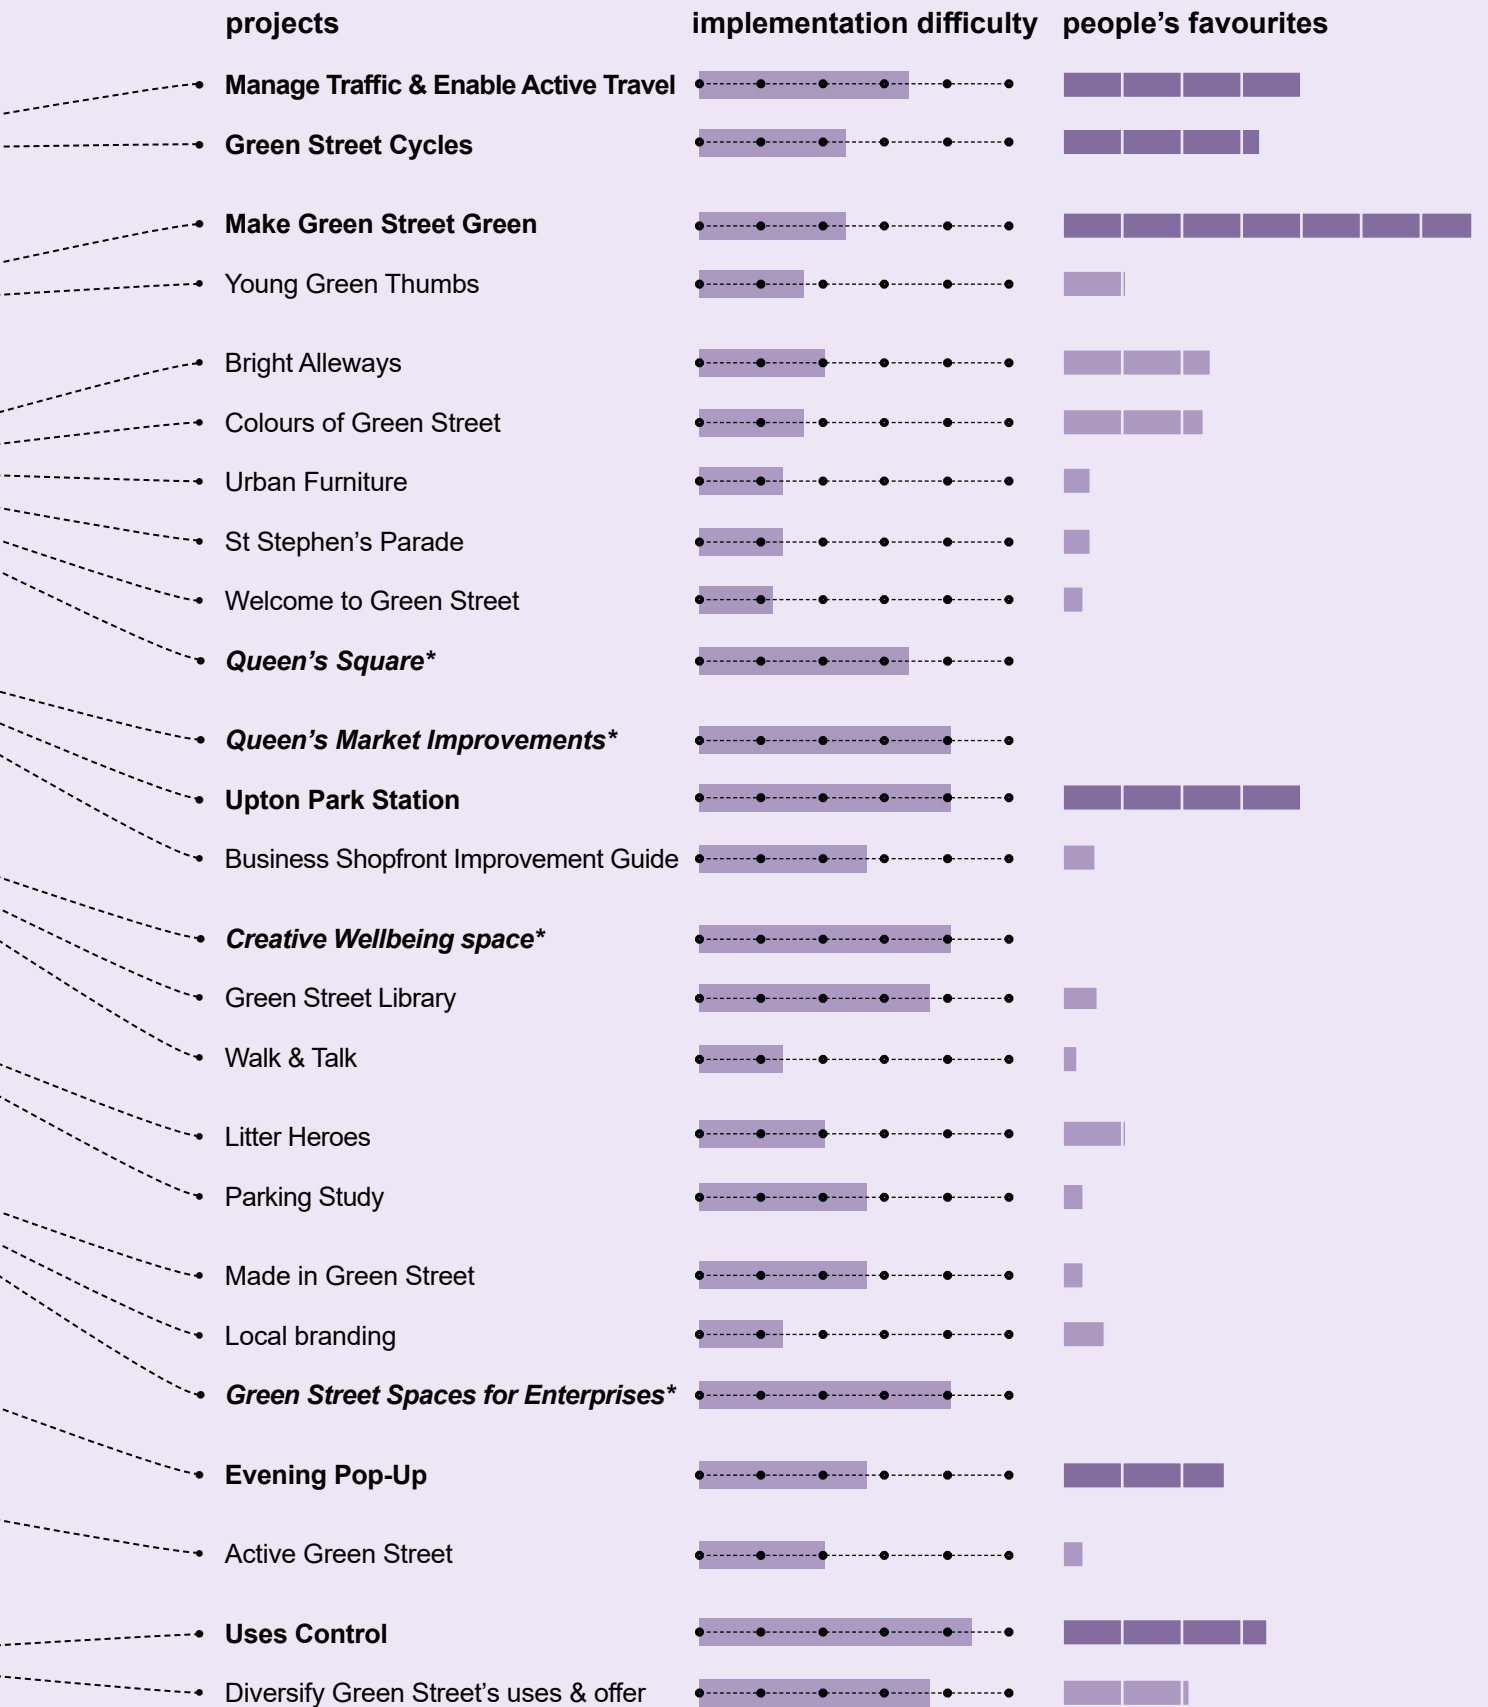 projects implementation difficulty people's favourites
Manage Traffic & Enable Active Travel
Green Street Cycles
Make Green Street Green
Young Green Thumbs
Bright Alleways
Colours of Green Street
Urban Furniture
St Stephen's Parade
Welcome to Green Street
Queen's Square*
Queen's Market Improvements*
Upton Park Station
Business Shopfront Improvement Guide
Creative Wellbeing space*
Green Street Library
Walk & Talk
Litter Heroes
Parking Study
Made in Green Street
Local branding
Green Street Spaces for Enterprises*
Evening Pop-Up
Active Green Street
Uses Control
Diversify Green Street's uses & offer